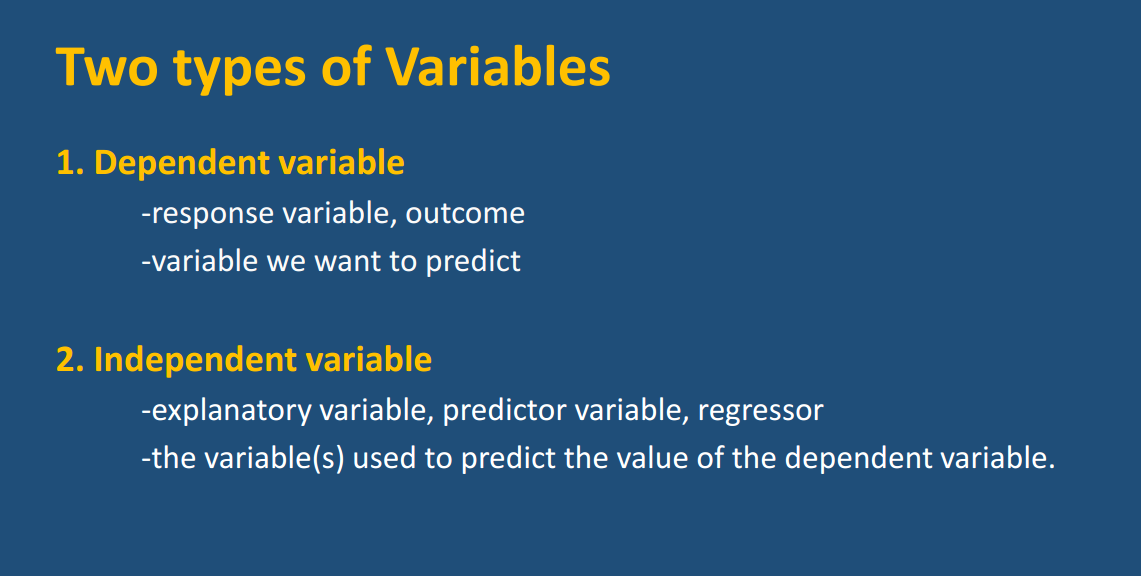 Two types of Variables
1. Dependent variable
-response variable, outcome
-variable we want to predict
2. Independent variable
-explanatory variable, predictor variable, regressor
-the variable(s) used to predict the value of the dependent variable.